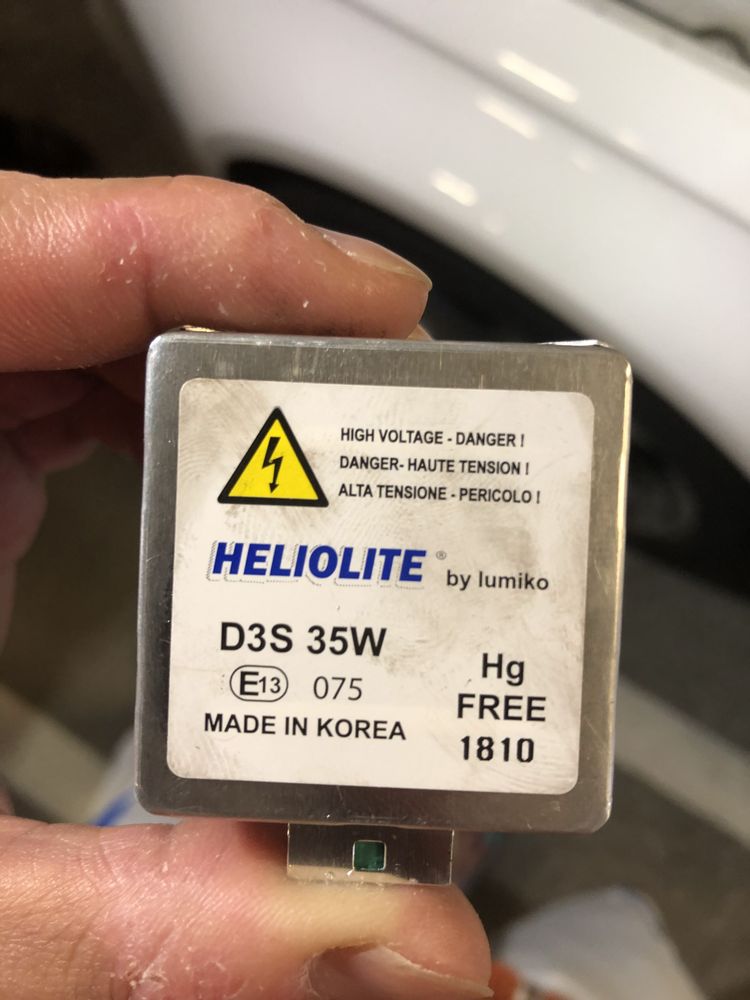 HIGH VOLTAGE - DANGER !
DANGER- HAUTE TENSION !
ALTA TENSIONE - PERICOLO !
HELIOLITE ® by lumiko
D3S 35W
E13 075
MADE IN KOREA
Hg
FREE
1810